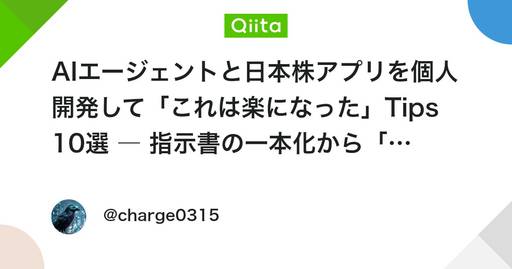 Qiita
AIエージェントと日本株アプリを個人
開発して「これは楽になった」Tips
10選 ― 指示書の一本化から「…
@charge0315